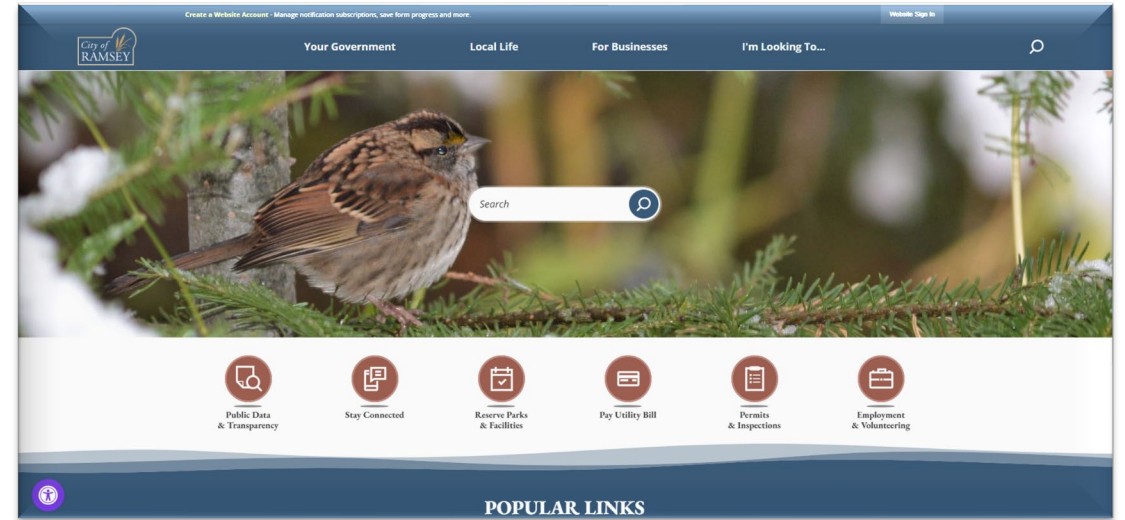 Create a Website Account - Manage notification subscriptions, save form progress and more.
Website Sign In
City of
RAMSEY
Your Government
Local Life
For Businesses
I'm Looking To...
Search
Public Data
& Transparency
Stay Connected
Reserve Parks
& Facilities
Pay Utility Bill
Permits
& Inspections
Employment
& Volunteering
POPULAR LINKS